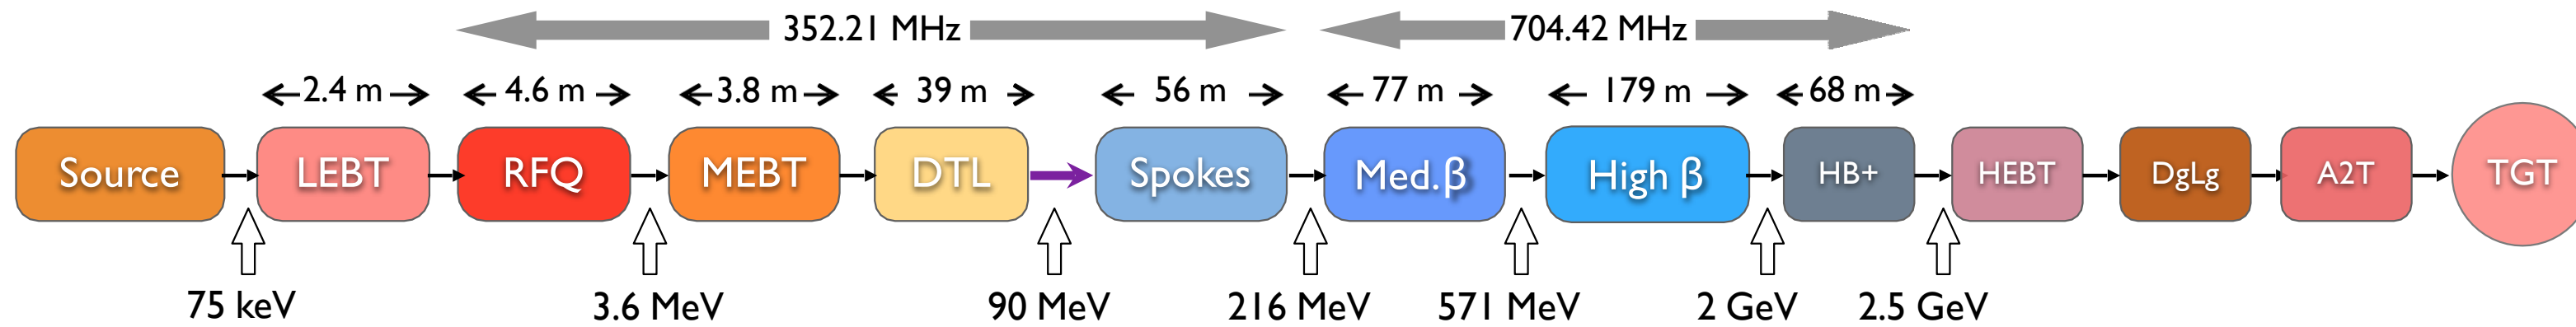 352.21 MHz 704.42 MHz
2.4 m 4.6 m 3.8 m 39 m 56 m 77 m 179 m 68 m
Source LEBT RFQ MEBT DTL Spokes Med.β High β HB+ HEBT DgLg A2T TGT
75 keV 3.6 MeV 90 MeV 216 MeV 571 MeV 2 GeV 2.5 GeV